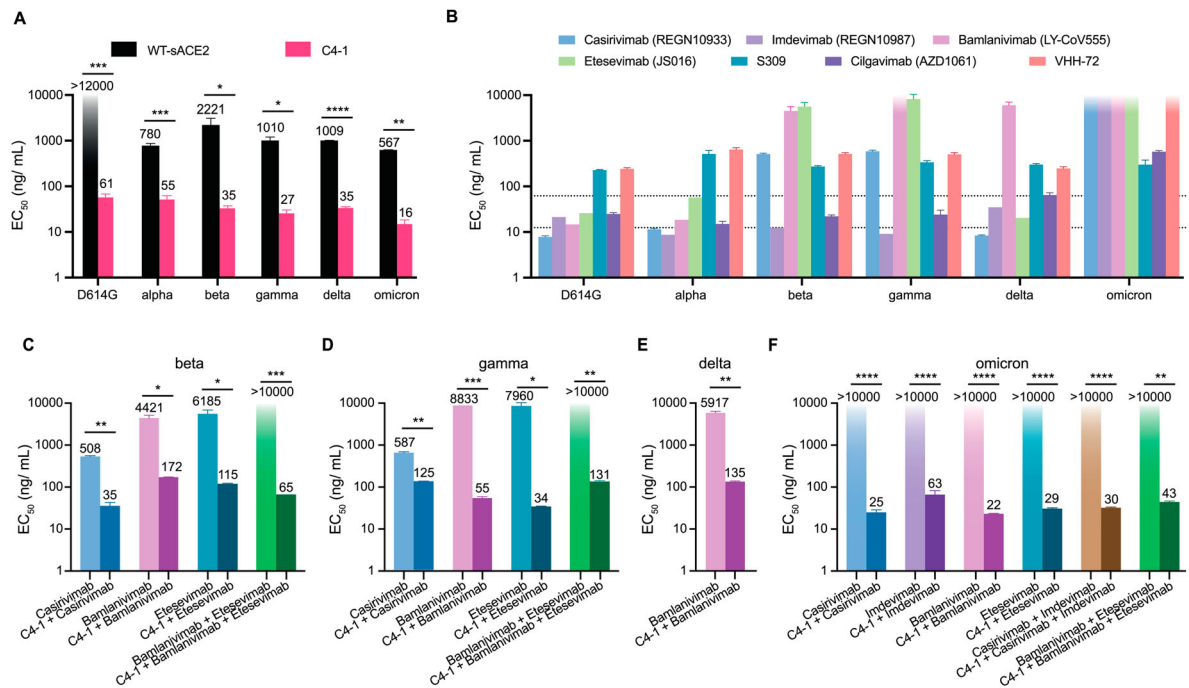 A
WT-sACE2
C4-1
EC50 (ng/ mL)
10000
1000
100
10
1
***
>12000
61
***
780
55
*
2221
35
*
1010
27
****
1009
35
**
567
16
D614G
alpha
beta
gamma
delta
omicron
B
Casirivimab (REGN10933)
Imdevimab (REGN10987)
Bamlanivimab (LY-CoV555)
Etesevimab (JS016)
S309
Cilgavimab (AZD1061)
VHH-72
EC50 (ng/ mL)
10000
1000
100
10
1
D614G
alpha
beta
gamma
delta
omicron
C
beta
EC50 (ng/ mL)
10000
1000
100
10
1
**
508
35
*
4421
172
*
6185
115
***
>10000
65
Casirivimab
C4-1 + Casirivimab
Bamlanivimab
C4-1 + Bamlanivimab
Etesevimab
C4-1 + Etesevimab
Bamlanivimab + Etesevimab
C4-1 + Bamlanivimab + Etesevimab
D
gamma
EC50 (ng/ mL)
10000
1000
100
10
1
**
587
125
***
8833
55
*
7960
34
**
>10000
131
Casirivimab
C4-1 + Casirivimab
Bamlanivimab
C4-1 + Bamlanivimab
Etesevimab
C4-1 + Etesevimab
Bamlanivimab + Etesevimab
C4-1 + Bamlanivimab + Etesevimab
E
delta
EC50 (ng/ mL)
10000
1000
100
10
1
**
5917
135
Bamlanivimab
C4-1 + Bamlanivimab
F
omicron
EC50 (ng/ mL)
10000
1000
100
10
1
****
>10000
25
****
>10000
63
****
>10000
22
****
>10000
29
****
>10000
30
**
>10000
43
Casirivimab
C4-1 + Casirivimab
Imdevimab
C4-1 + Imdevimab
Bamlanivimab
C4-1 + Bamlanivimab
Etesevimab
C4-1 + Etesevimab
Casirivimab + Imdevimab
C4-1 + Casirivimab + Imdevimab
Bamlanivimab + Etesevimab
C4-1 + Bamlanivimab + Etesevimab